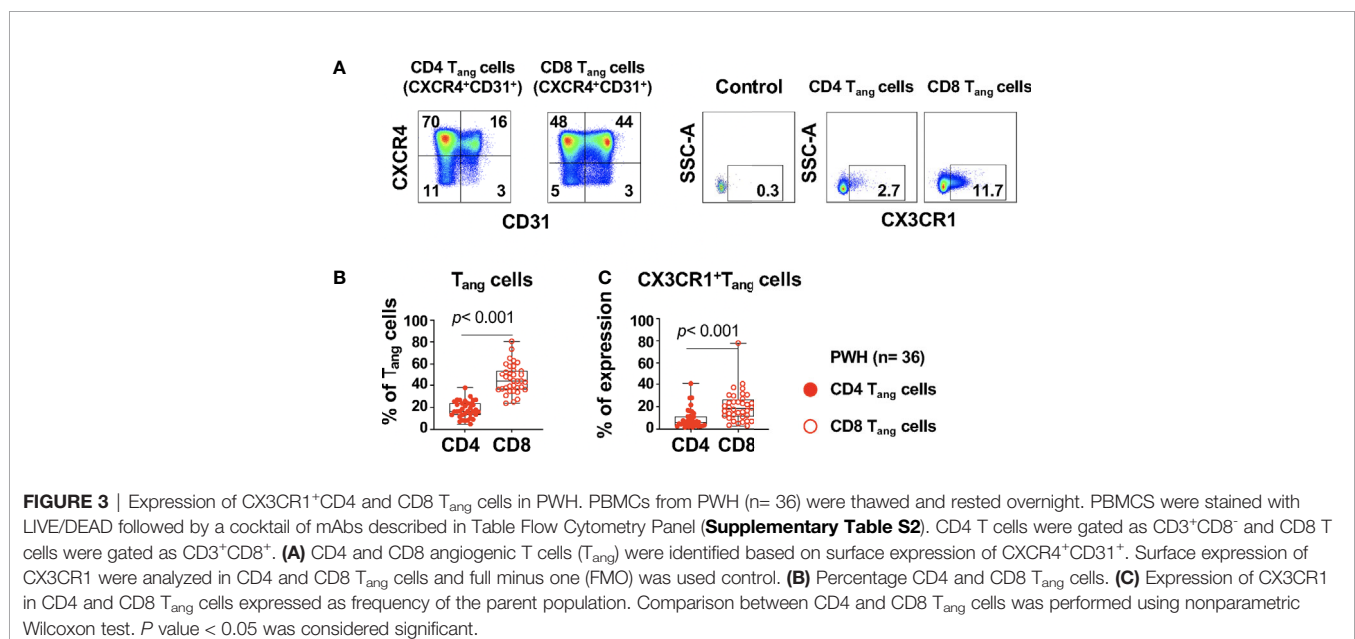 A
CD4 Tang cells
(CXCR4+CD31+)
CD8 Tang cells
(CXCR4+CD31+)
Control
CD4 Tang cells
CD8 Tang cells
CXCR4
70
16
11
3
48
44
5
3
CD31
SSC-A
0.3
SSC-A
2.7
11.7
CX3CR1
B
Tang cells
% of Tang cells
100
80
60
40
20
0
p< 0.001
CD4
CD8
C
CX3CR1+Tang cells
% of expression
100
80
60
40
20
0
p< 0.001
CD4
CD8
PWH (n= 36)
CD4 Tang cells
CD8 Tang cells
FIGURE 3 | Expression of CX3CR1+CD4 and CD8 Tang cells in PWH. PBMCs from PWH (n= 36) were thawed and rested overnight. PBMCS were stained with
LIVE/DEAD followed by a cocktail of mAbs described in Table Flow Cytometry Panel (Supplementary Table S2). CD4 T cells were gated as CD3+CD8- and CD8 T
cells were gated as CD3+CD8+. (A) CD4 and CD8 angiogenic T cells (Tang) were identified based on surface expression of CXCR4+CD31+. Surface expression of
CX3CR1 were analyzed in CD4 and CD8 Tang cells and full minus one (FMO) was used control. (B) Percentage CD4 and CD8 Tang cells. (C) Expression of CX3CR1
in CD4 and CD8 Tang cells expressed as frequency of the parent population. Comparison between CD4 and CD8 Tang cells was performed using nonparametric
Wilcoxon test. P value < 0.05 was considered significant.